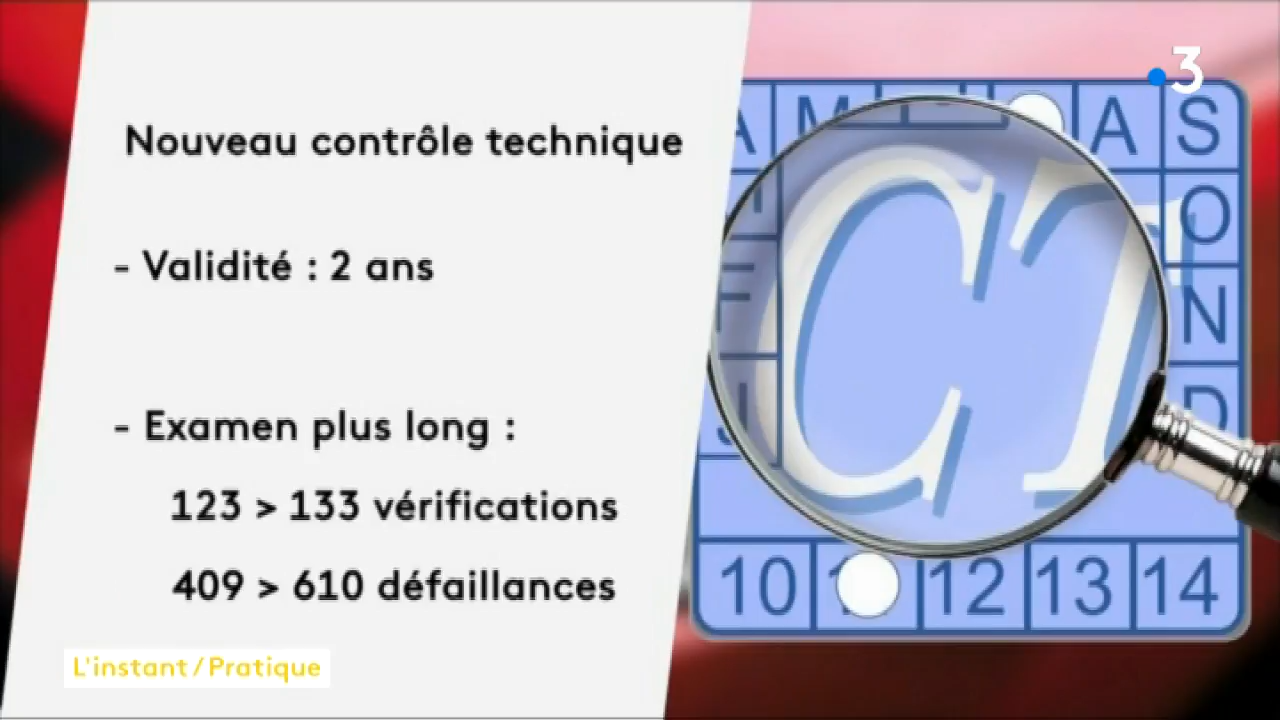 Nouveau contrôle technique
- Validité : 2 ans
- Examen plus long :
123 > 133 vérifications
409 > 610 défaillances
L'instant / Pratique
3
A M A S
O
F N
J D
CT
10 12 13 14